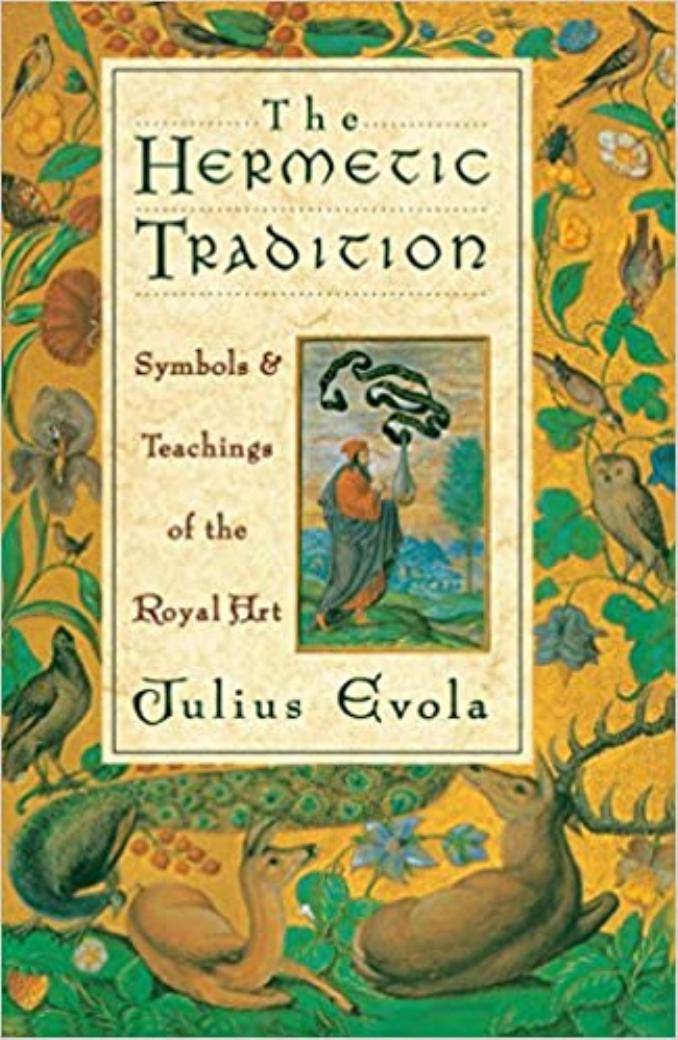 The
Hermetic
Tradition
Symbols &
Teachings
of the
Royal Art
Julius Evola